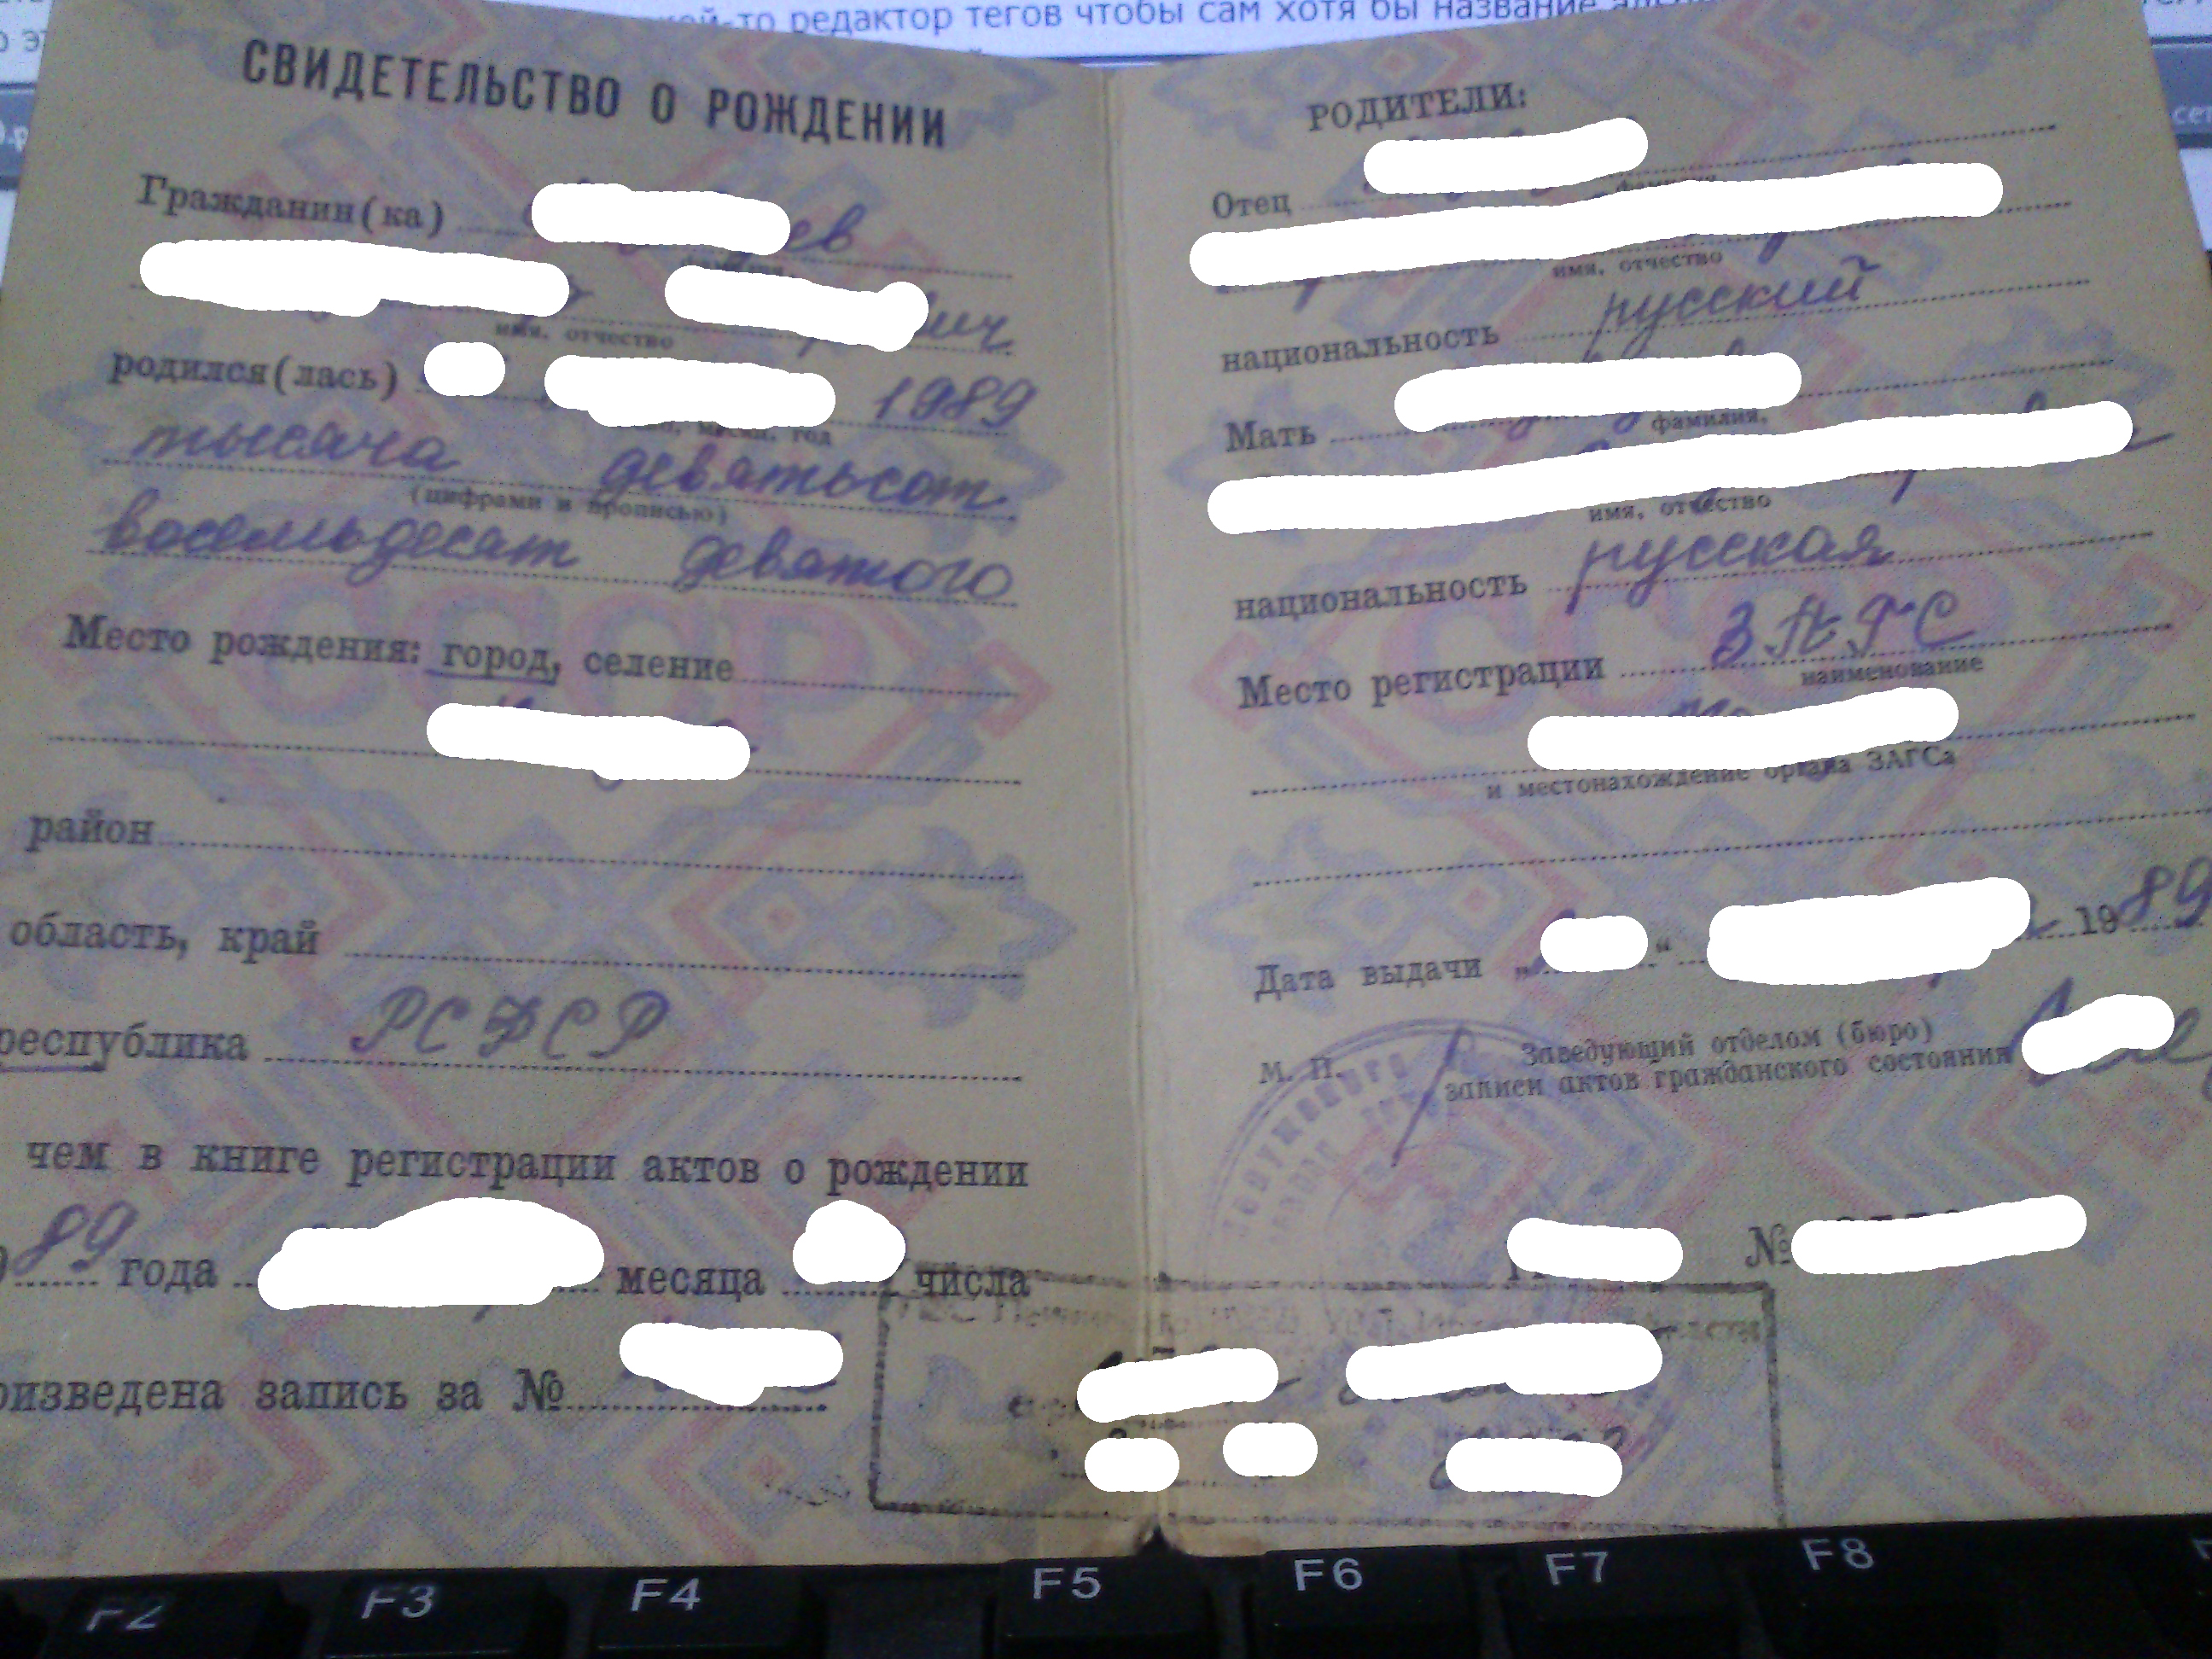 редактор тегов чтобы сам хотя бы название
СВИДЕТЕЛЬСТВО О РОЖДЕНИИ
Гражданин(ка) ев
ич
имя, отчество
родился(лась) 1989
год
тысяча девятьсот
(цифрами и прописью)
восемьдесят девятого
Место рождения: город, селение
район
область, край
республика РСФСР
чем в книге регистрации актов о рождении
89 года месяца числа
оизведена запись за №
РОДИТЕЛИ:
Отец
фамилия
имя, отчество
национальность русский
Мать
фамилия,
имя, отчество
национальность русская
Место регистрации ЗАГС
наименование
и местонахождение органа ЗАГСа
Дата выдачи „ “ 1989
М. П.
Заведующий отделом (бюро)
записи актов гражданского состояния
№
F2 F3 F4 F5 F6 F7 F8